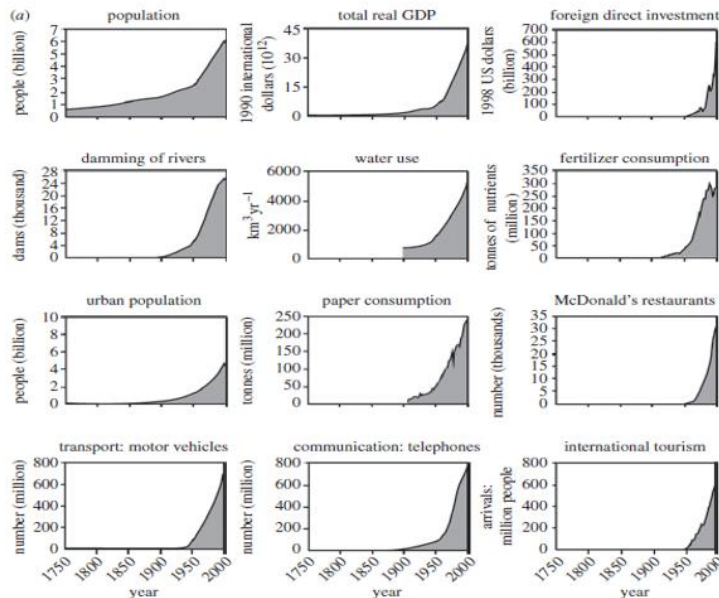 (a)
population
people (billion)
7
6
5
4
3
2
1
0
total real GDP
1990 international
dollars (10¹²)
45
30
15
0
foreign direct investment
1998 US dollars
(billion)
700
600
500
400
300
200
100
0
damming of rivers
dams (thousand)
28
24
20
16
12
8
4
0
water use
km³yr⁻¹
6000
4000
2000
0
fertilizer consumption
tonnes of nutrients
(million)
350
300
250
200
150
100
50
0
urban population
people (billion)
10
8
6
4
2
0
paper consumption
tonnes (million)
250
200
150
100
50
0
McDonald's restaurants
number (thousands)
35
30
25
20
15
10
5
0
transport: motor vehicles
number (million)
800
600
400
200
0
1750
1800
1850
1900
1950
2000
year
communication: telephones
number (million)
800
600
400
200
0
1750
1800
1850
1900
1950
2000
year
international tourism
arrivals:
million people
800
600
400
200
0
1750
1800
1850
1900
1950
2000
year